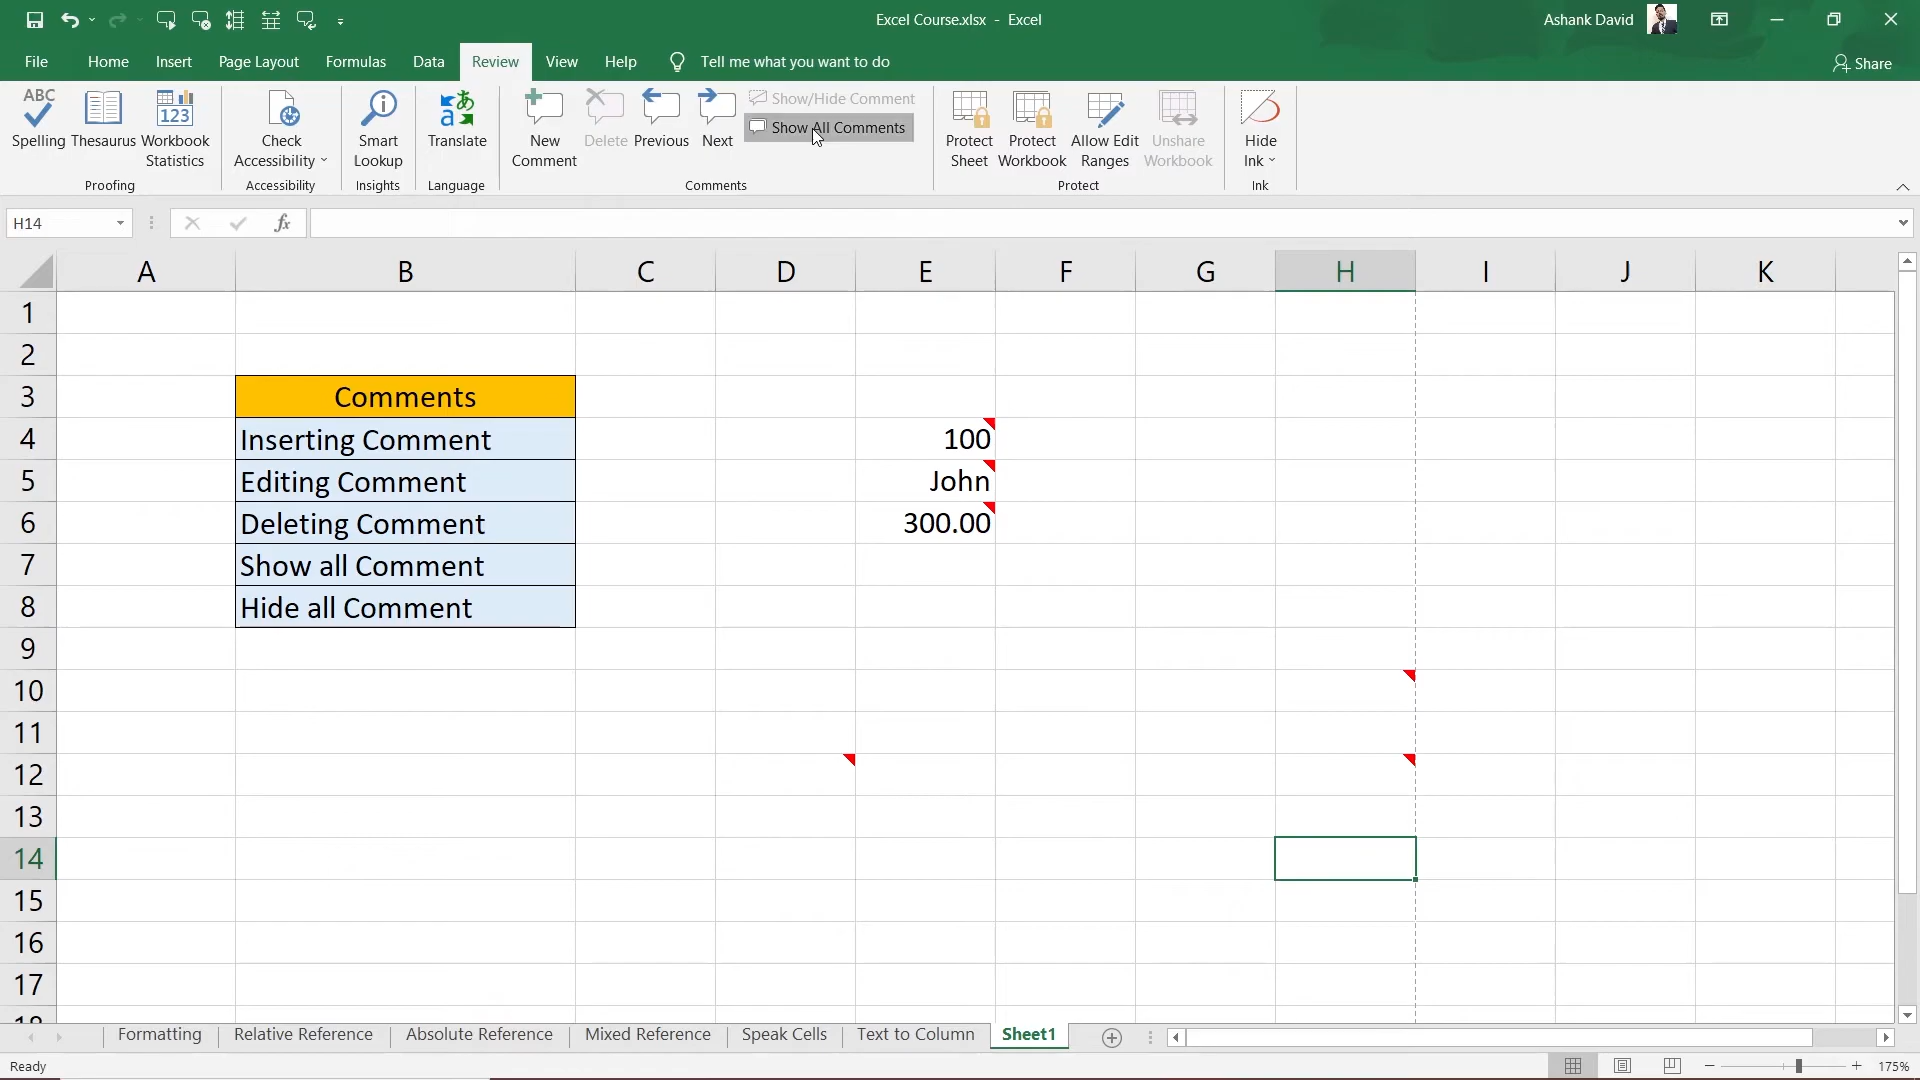 Excel Course.xlsx - Excel
Ashank David
File Home Insert Page Layout Formulas Data Review View Help Tell me what you want to do Share
ABC
Spelling
Thesaurus
123
Workbook
Statistics
Proofing
Check
Accessibility
Accessibility
Smart
Lookup
Insights
あ
a
Translate
Language
New
Comment
Delete
Previous
Next
Show/Hide Comment
Show All Comments
Comments
Protect
Sheet
Protect
Workbook
Allow Edit
Ranges
Unshare
Workbook
Protect
Hide
Ink
Ink
H14
fx
A B C D E F G H I J K
1
2
3 Comments
4 Inserting Comment 100
5 Editing Comment John
6 Deleting Comment 300.00
7 Show all Comment
8 Hide all Comment
9
10
11
12
13
14
15
16
17
18
Formatting Relative Reference Absolute Reference Mixed Reference Speak Cells Text to Column Sheet1
Ready
175%